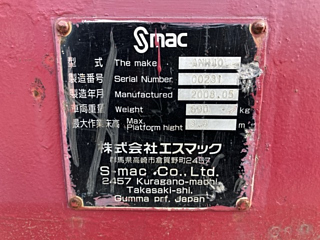 Smac
型式 The make
製造番号 Serial Number 00231
製造年月 Manufactured 2008.05
車両重量 Weight kg
最大作業床高 Max. Platform hight
株式会社エスマック
群馬県高崎市倉賀野町2457
S-mac Co., Ltd.
2457 Kuragano-machi,
Takasaki-shi,
Gumma prf. Japan